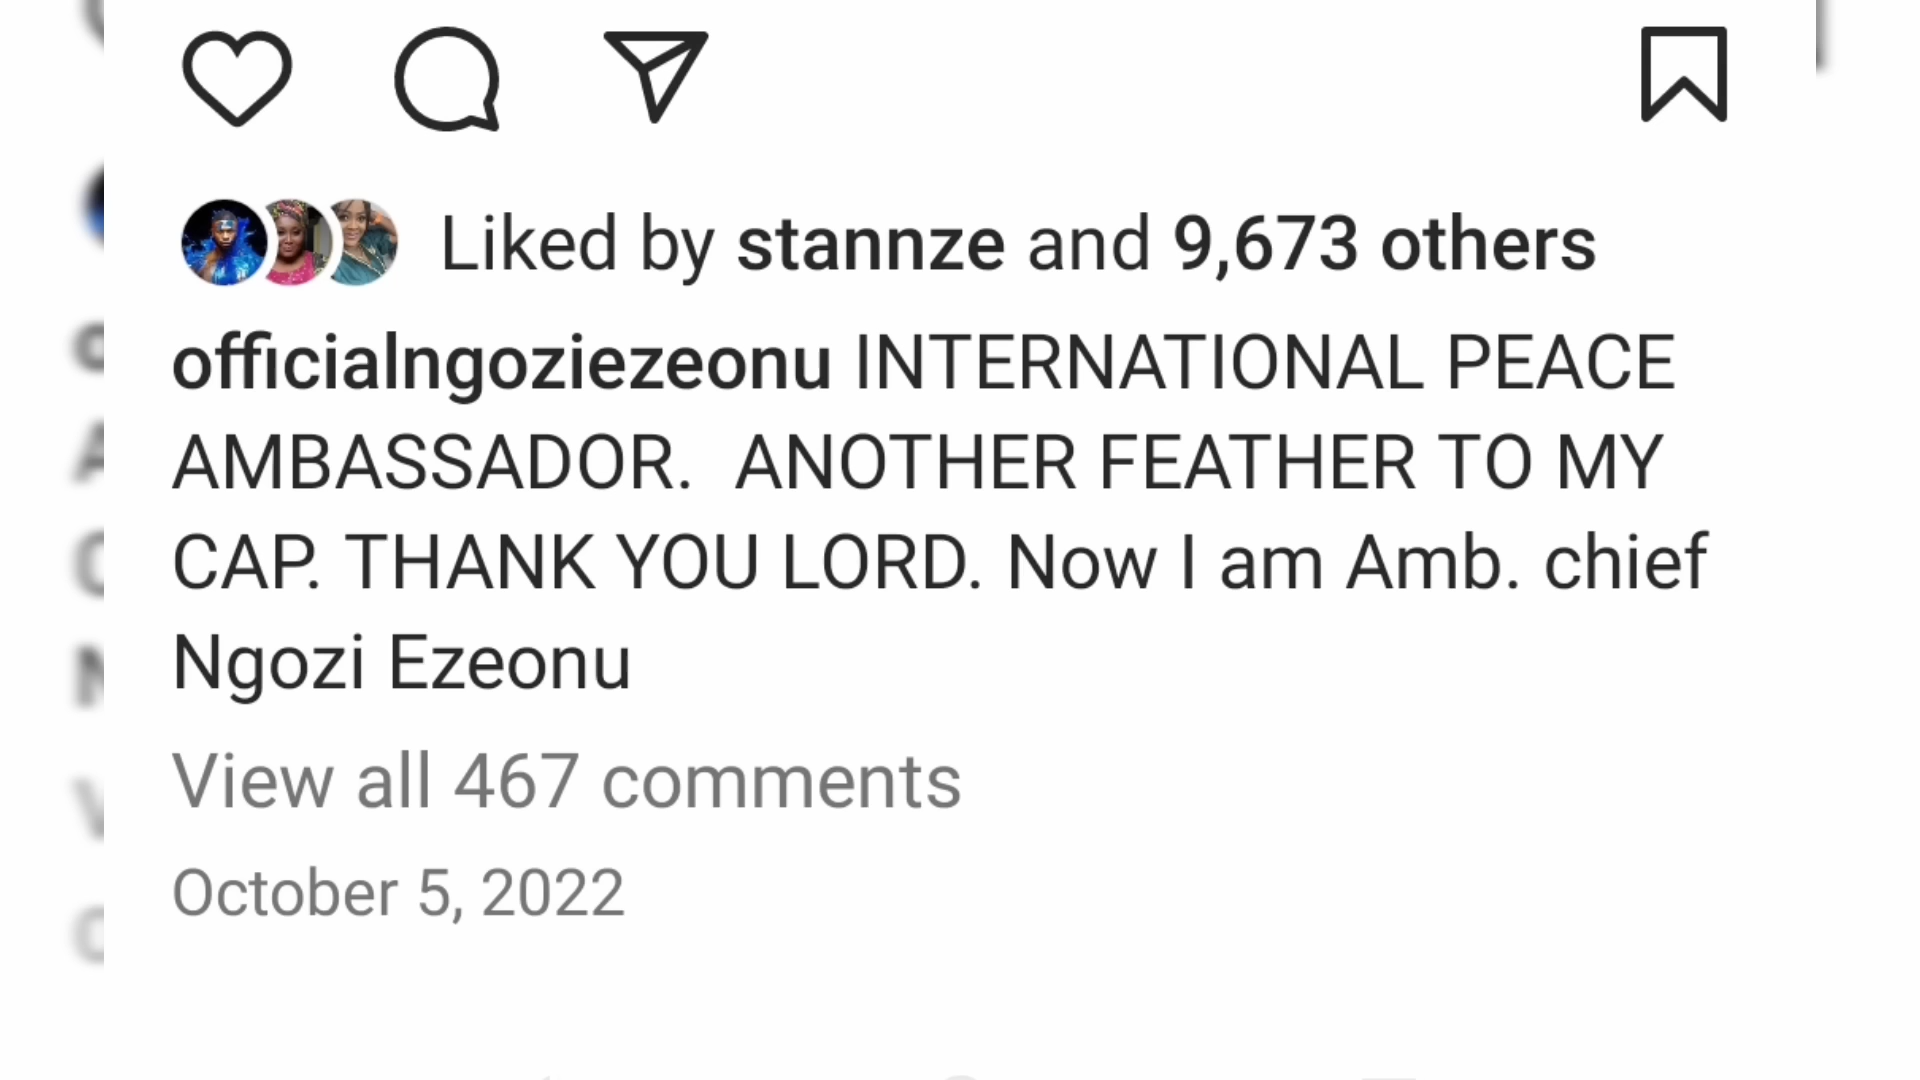 Liked by stannze and 9,673 others
officialngoziezeonu INTERNATIONAL PEACE
AMBASSADOR. ANOTHER FEATHER TO MY
CAP. THANK YOU LORD. Now I am Amb. chief
Ngozi Ezeonu
View all 467 comments
October 5, 2022